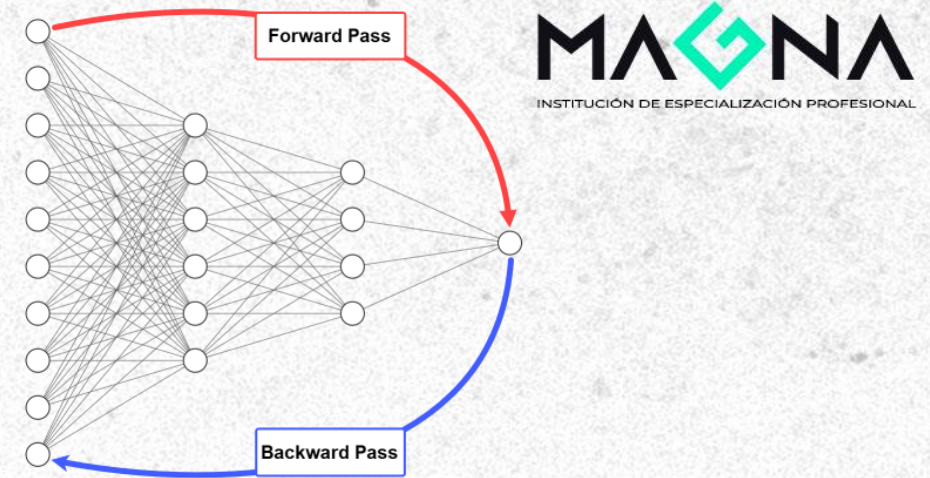 Forward Pass
MAGNA
INSTITUCIÓN DE ESPECIALIZACIÓN PROFESIONAL
Backward Pass